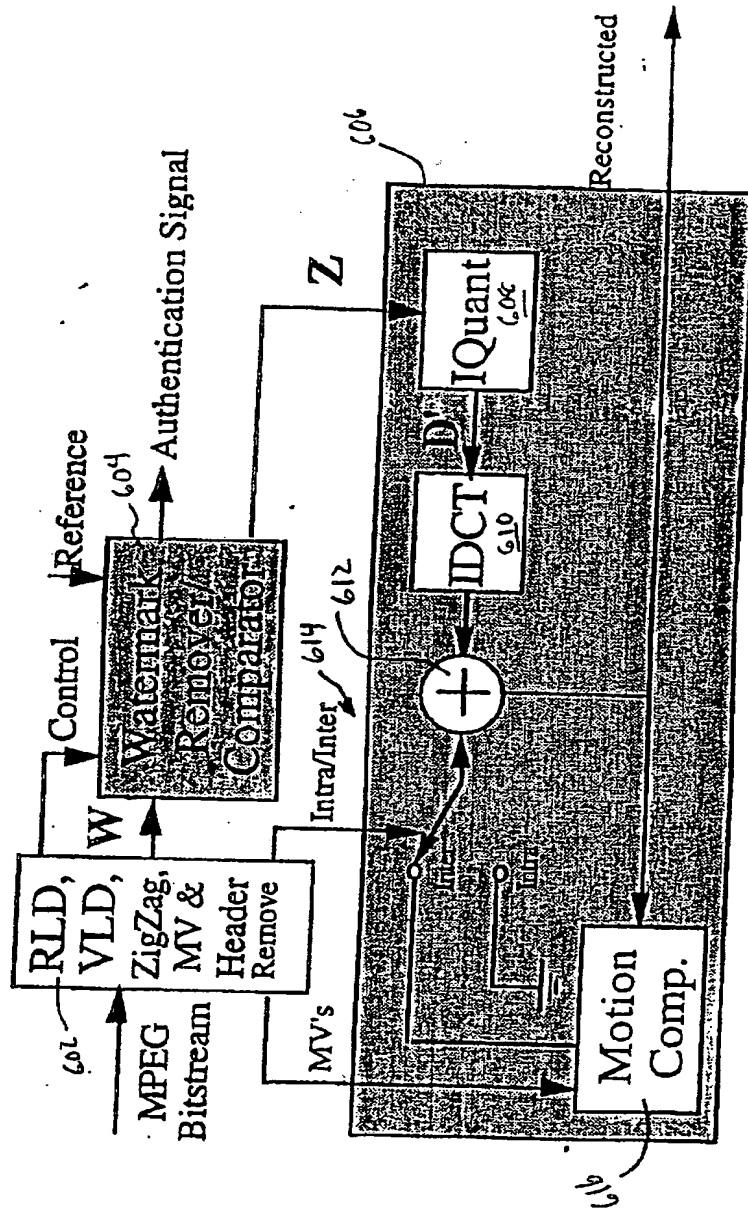 MPEG
Bitstream
602
RLD,
VLD,
ZigZag,
MV &
Header
Remove
W
Control
Reference
604
Watermark
Remover/
Comparator
Authentication Signal
Z
MV's
Intra/Inter
614
612
606
Inter
IDCT
610
D'
IQuant
608
Motion
Comp.
616
Reconstructed